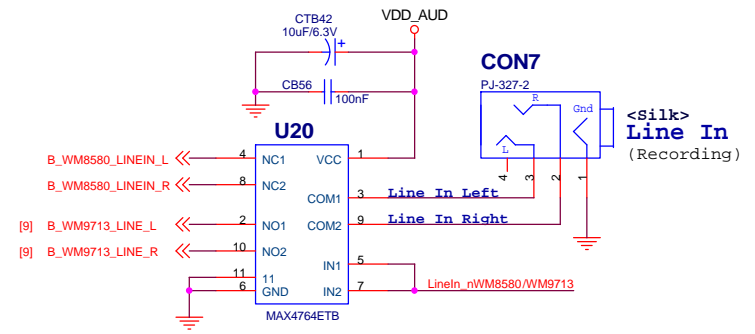 CTB42
10uF/6.3V
+
VDD_AUD
CB56
100nF
CON7
PJ-327-2
R
Gnd
L
4
3
2
1
<Silk>
Line In
(Recording)
U20
B_WM8580_LINEIN_L 4 NC1 VCC 1
B_WM8580_LINEIN_R 8 NC2
COM1 3 Line In Left
[9] B_WM9713_LINE_L 2 NO1 COM2 9 Line In Right
[9] B_WM9713_LINE_R 10 NO2
IN1 5
11 11
6 GND IN2 7 LineIn_nWM8580/WM9713
MAX4764ETB